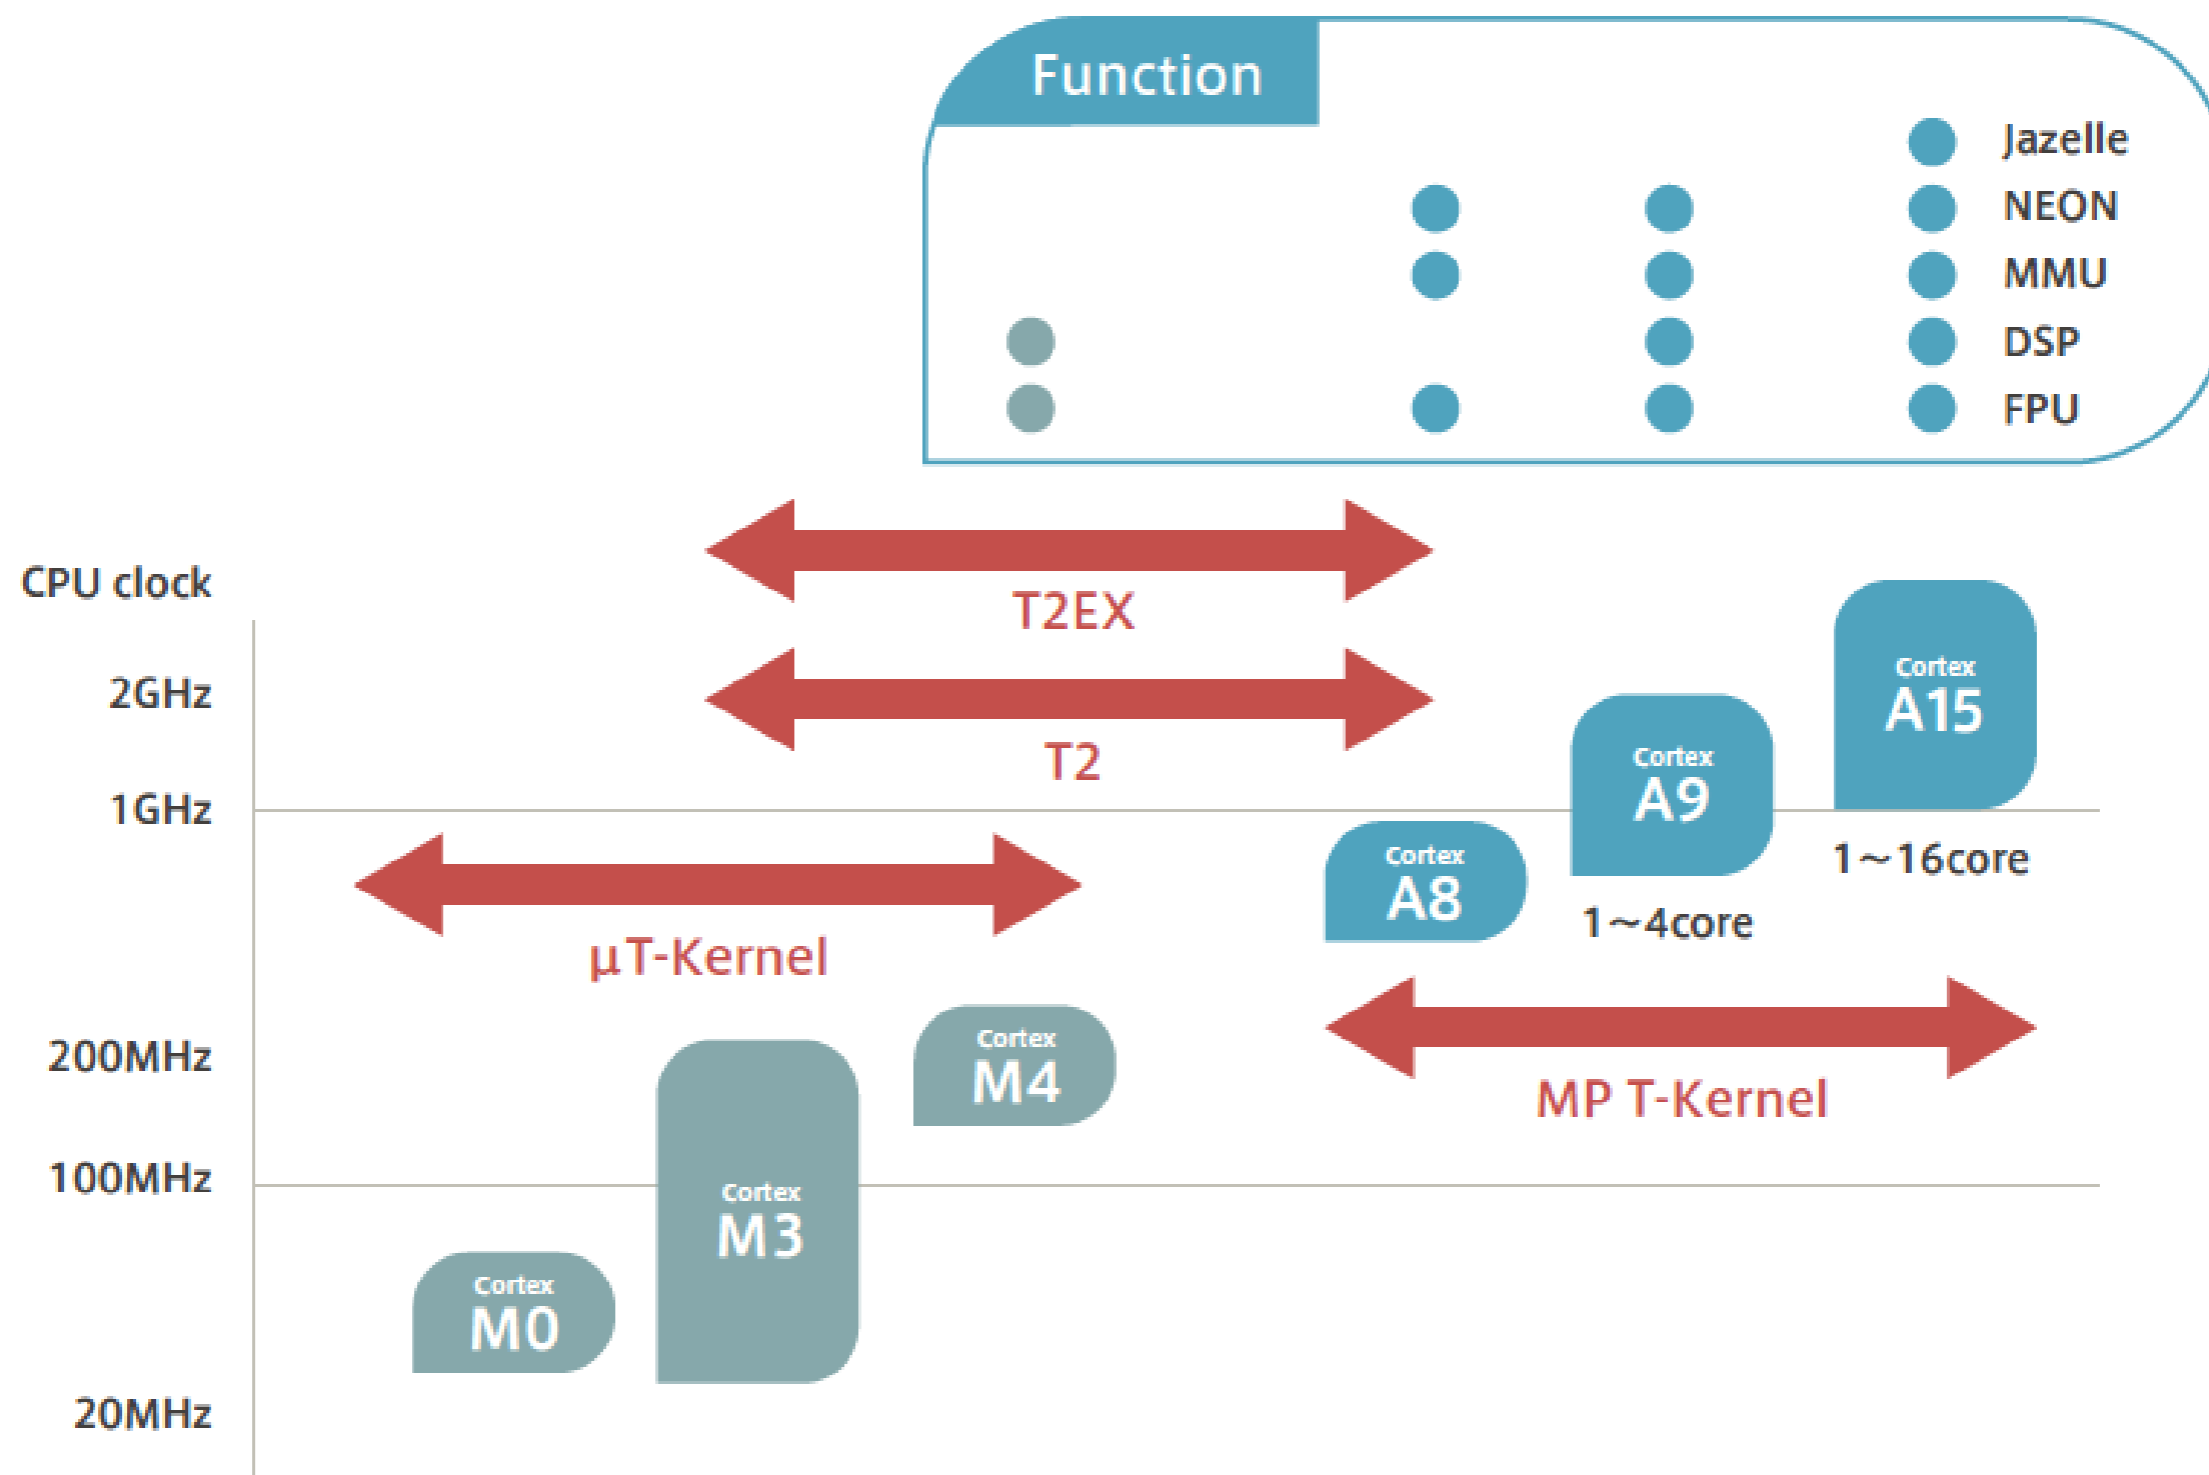 Function
Jazelle
NEON
MMU
DSP
FPU
T2EX
CPU clock
2GHz
T2
Cortex
A15
Cortex
A9
1GHz
Cortex
A8
1~16core
1~4core
μT-Kernel
200MHz
Cortex
M4
MP T-Kernel
100MHz
Cortex
M3
Cortex
M0
20MHz